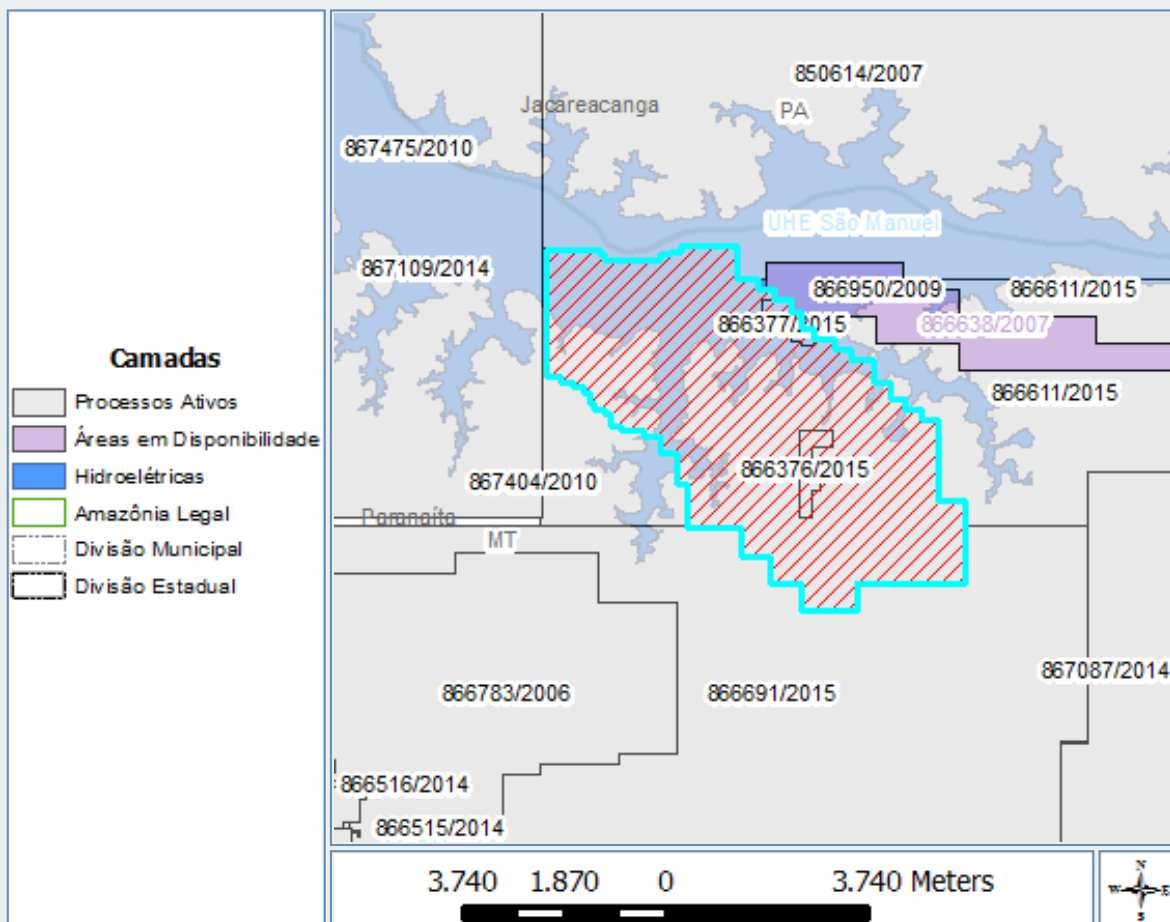 Camadas
Processos Ativos
Áreas em Disponibilidade
Hidroelétricas
Amazônia Legal
Divisão Municipal
Divisão Estadual
850614/2007
Jacareacanga
PA
867475/2010
UHE São Manuel
867109/2014
866950/2009
866611/2015
866377/2015
866638/2007
866611/2015
866376/2015
867404/2010
Paranaíta
MT
867087/2014
866783/2006
866691/2015
866516/2014
866515/2014
3.740 1.870 0 3.740 Meters
N
W E
S